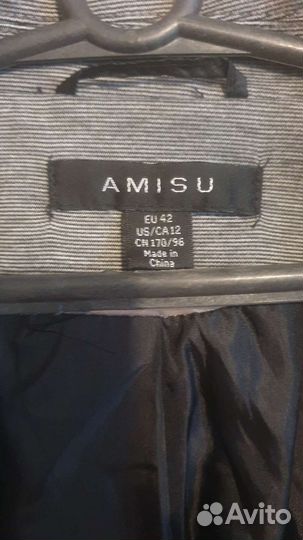 AMISU
EU 42
US/CA 12
CN 170/96
Made in
China
Avito